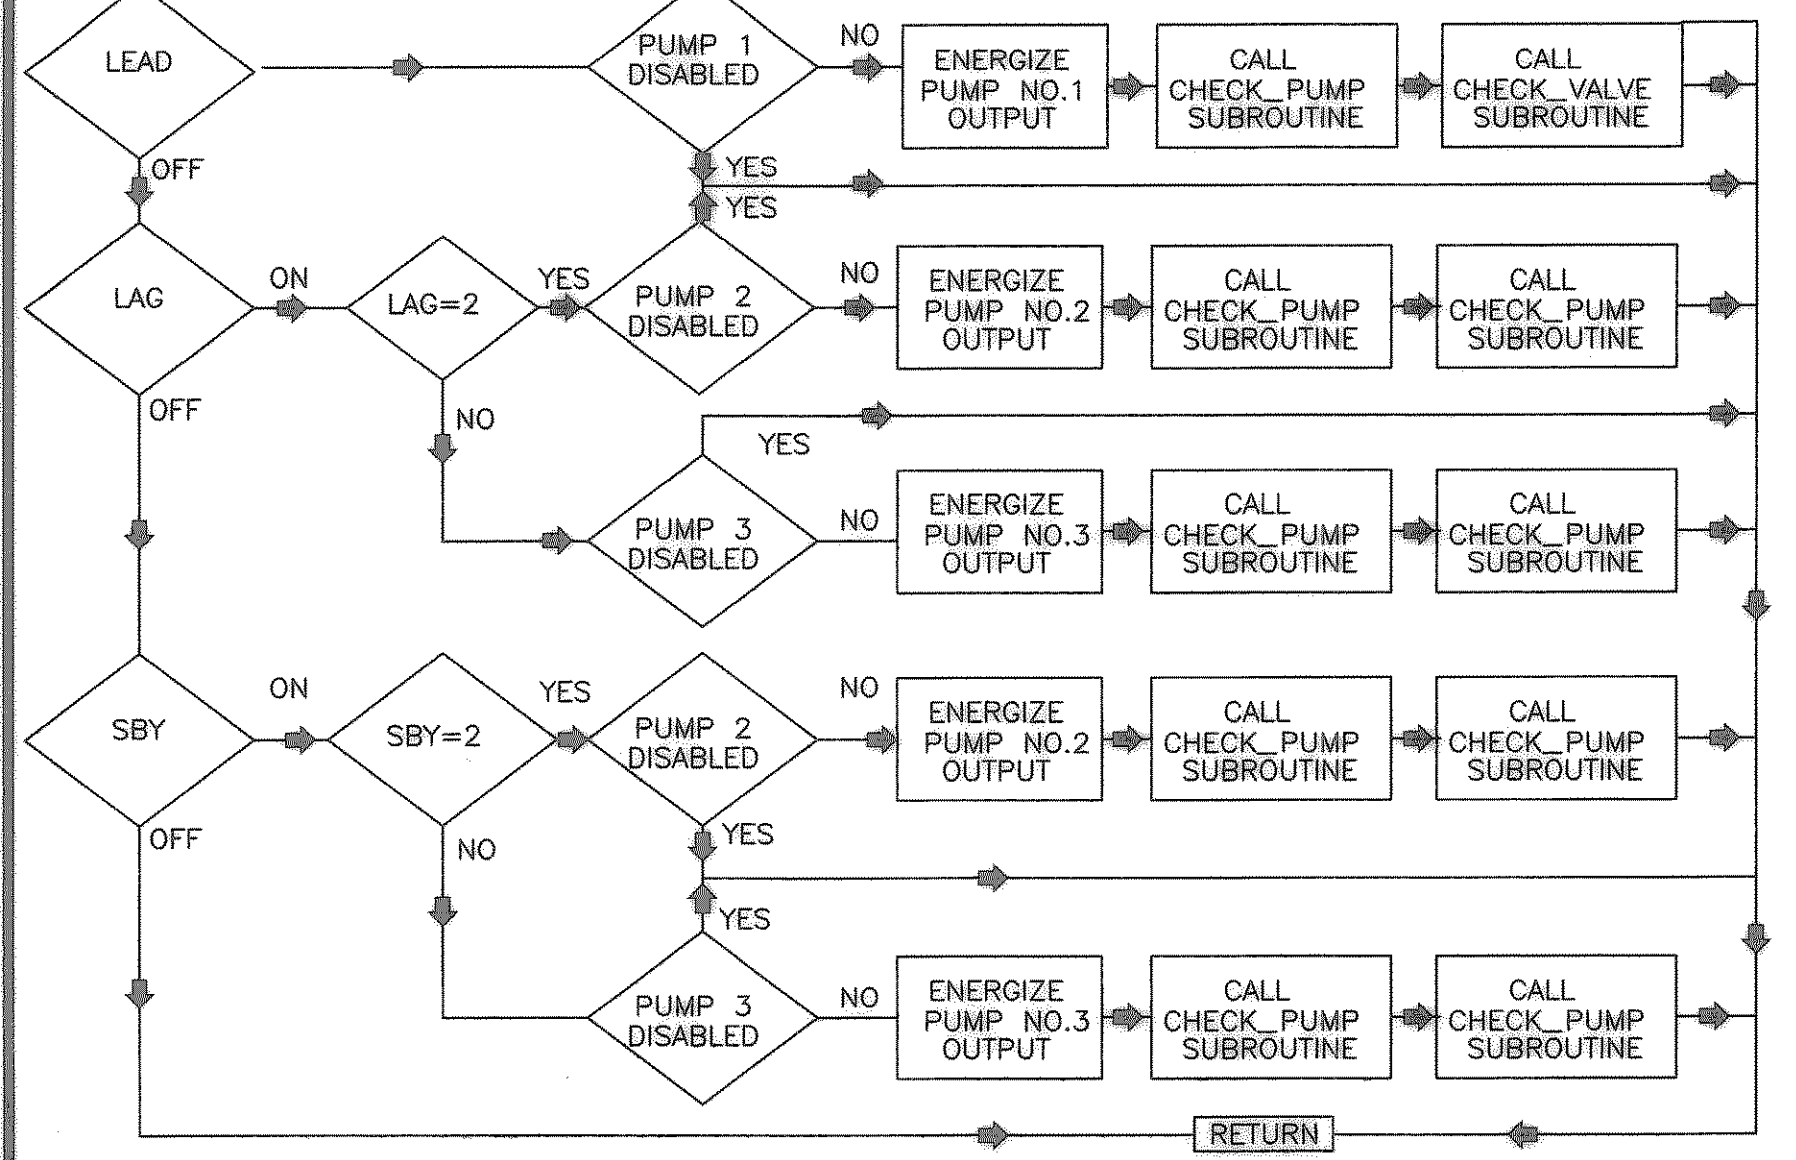 LEAD
PUMP 1
DISABLED
NO
ENERGIZE
PUMP NO.1
OUTPUT
CALL
CHECK_PUMP
SUBROUTINE
CALL
CHECK_VALVE
SUBROUTINE
OFF
YES
YES
LAG
ON
LAG=2
YES
PUMP 2
DISABLED
NO
ENERGIZE
PUMP NO.2
OUTPUT
CALL
CHECK_PUMP
SUBROUTINE
CALL
CHECK_PUMP
SUBROUTINE
OFF
NO
YES
PUMP 3
DISABLED
NO
ENERGIZE
PUMP NO.3
OUTPUT
CALL
CHECK_PUMP
SUBROUTINE
CALL
CHECK_PUMP
SUBROUTINE
SBY
ON
SBY=2
YES
PUMP 2
DISABLED
NO
ENERGIZE
PUMP NO.2
OUTPUT
CALL
CHECK_PUMP
SUBROUTINE
CALL
CHECK_PUMP
SUBROUTINE
OFF
NO
YES
YES
PUMP 3
DISABLED
NO
ENERGIZE
PUMP NO.3
OUTPUT
CALL
CHECK_PUMP
SUBROUTINE
CALL
CHECK_PUMP
SUBROUTINE
RETURN